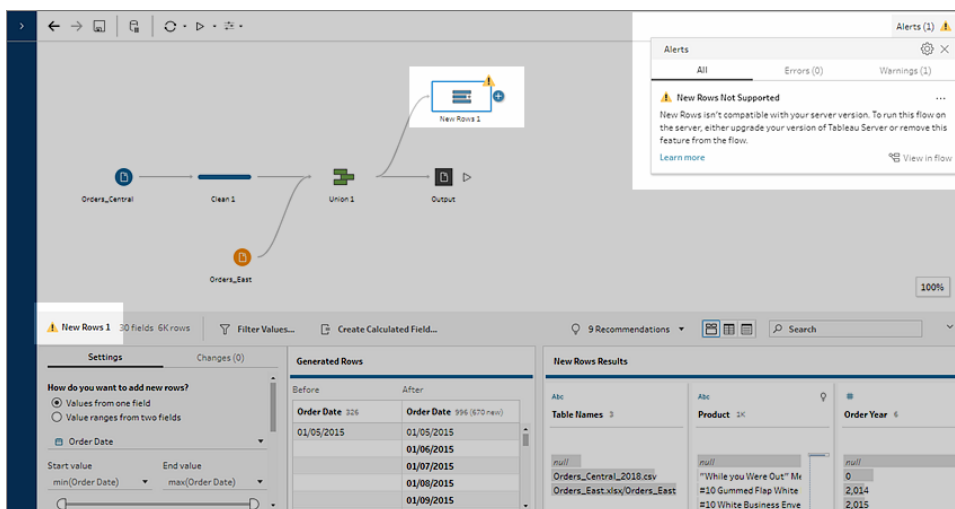 Alerts (1)
Alerts
All
Errors (0)
Warnings (1)
New Rows Not Supported
New Rows isn't compatible with your server version. To run this flow on
the server, either upgrade your version of Tableau Server or remove this
feature from the flow.
Learn more
View in flow
New Rows 1
Orders_Central
Clean 1
Union 1
Output
Orders_East
100%
New Rows 1 30 fields 6K rows
Filter Values...
Create Calculated Field...
9 Recommendations
Search
Settings
Changes (0)
How do you want to add new rows?
Values from one field
Value ranges from two fields
Order Date
Start value
End value
min(Order Date)
max(Order Date)
Generated Rows
Before
After
Order Date 326
Order Date 996 (670 new)
01/05/2015
01/05/2015
01/06/2015
01/07/2015
01/08/2015
01/09/2015
New Rows Results
Abc
Table Names 3
null
Orders_Central_2018.csv
Orders_East.xlsx/Orders_East
Abc
Product 1K
null
"While you Were Out" Me
#10 Gummed Flap White
#10 White Business Enve
#
Order Year 6
null
0
2,014
2,015